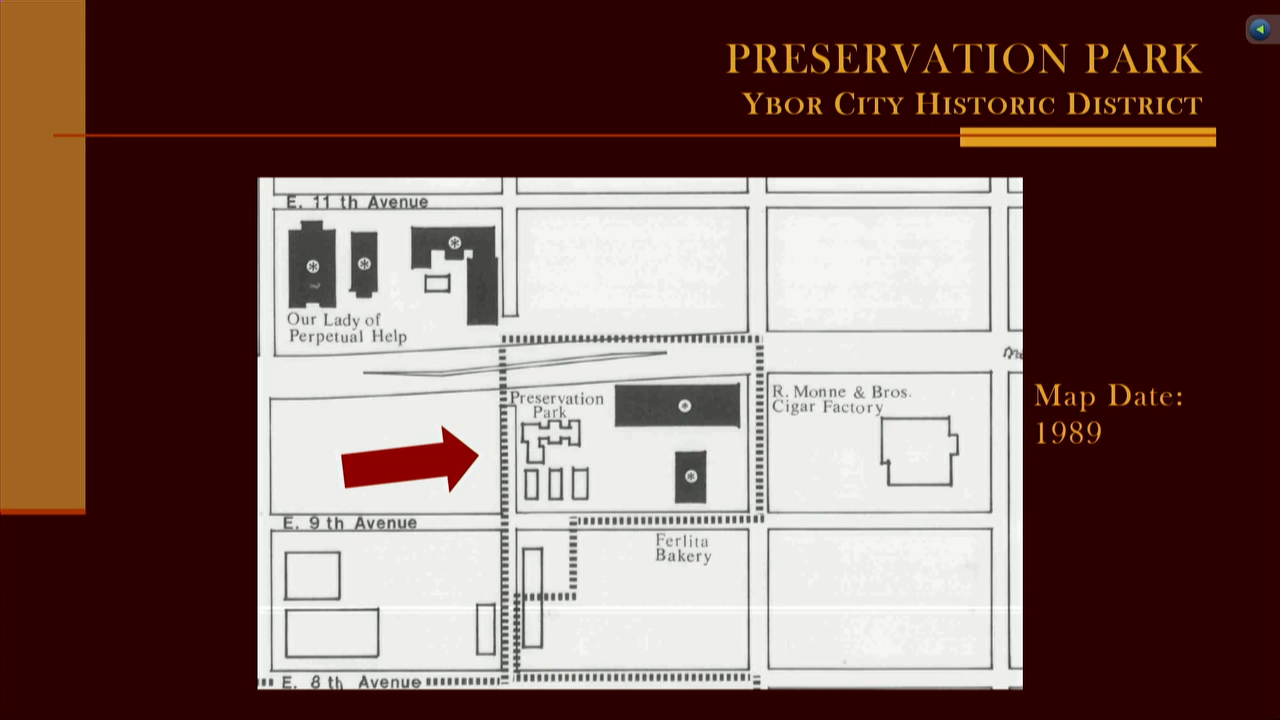 PRESERVATION PARK
YBOR CITY HISTORIC DISTRICT
E. 11 th Avenue
Our Lady of
Perpetual Help
Preservation
Park
R. Monne & Bros.
Cigar Factory
Map Date:
1989
E. 9 th Avenue
Ferlita
Bakery
E. 8 th Avenue